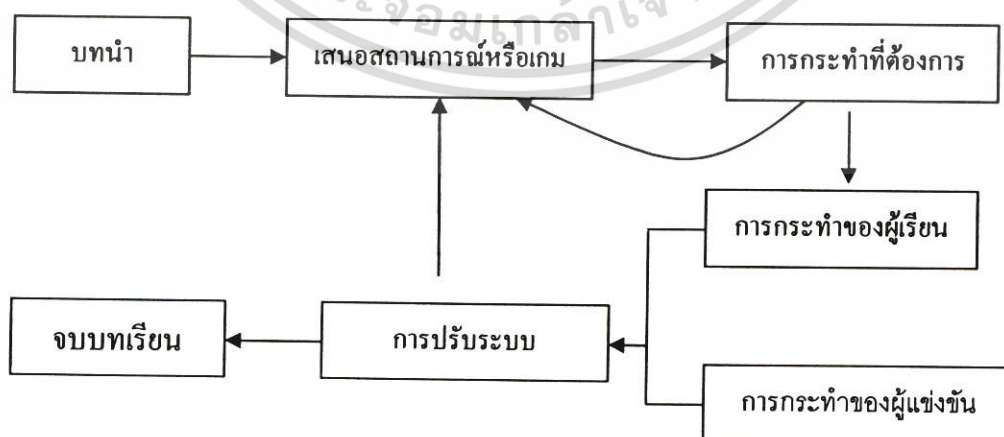 บทนำ
เสนอสถานการณ์หรือเกม
การกระทำที่ต้องการ
การกระทำของผู้เรียน
จบบทเรียน
การปรับระบบ
การกระทำของผู้แข่งขัน